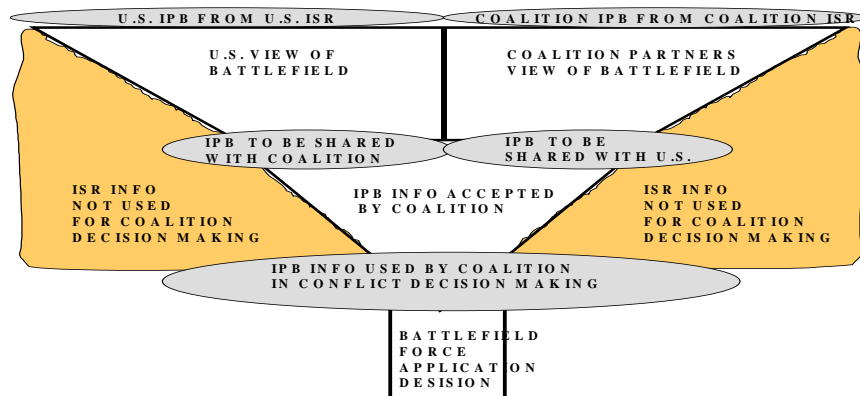 U.S. IPB FROM U.S. ISR
COALITION IPB FROM COALITION ISR
U.S. VIEW OF
BATTLEFIELD
COALITION PARTNERS
VIEW OF BATTLEFIELD
IPB TO BE SHARED
WITH COALITION
IPB TO BE
SHARED WITH U.S.
ISR INFO
NOT USED
FOR COALITION
DECISION MAKING
IPB INFO ACCEPTED
BY COALITION
ISR INFO
NOT USED
FOR COALITION
DECISION MAKING
IPB INFO USED BY COALITION
IN CONFLICT DECISION MAKING
BATTLEFIELD
FORCE
APPLICATION
DESISION